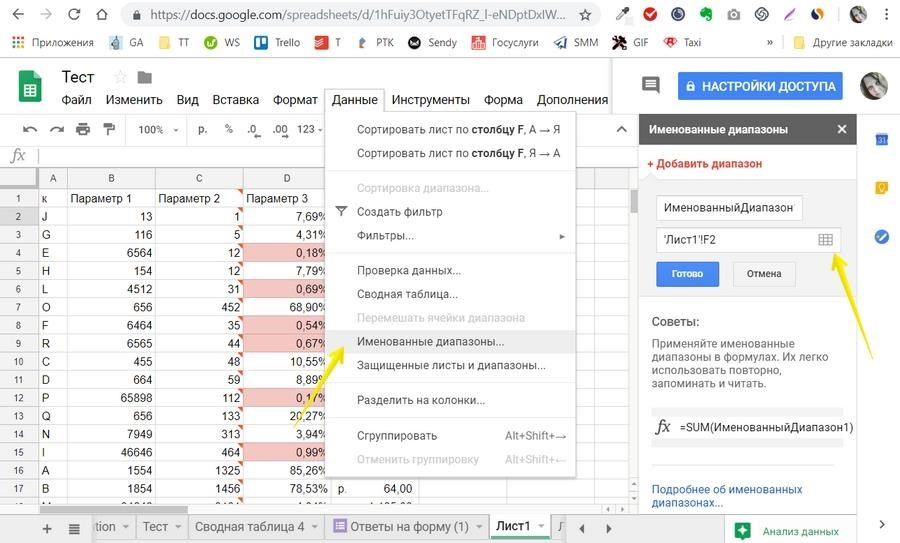 https://docs.google.com/spreadsheets/d/1hFuiy3OtyetTFqRZ_l-eNDptDxIW...
Приложения GA TT WS Trello T РТК Sendy Госуслуги SMM GIF Taxi » Другие закладки
Тест
Файл Изменить Вид Вставка Формат Данные Инструменты Форма Дополнения
НАСТРОЙКИ ДОСТУПА
100% р. % .0 .00 123
fx
A B C D
1 к Параметр 1 Параметр 2 Параметр 3
2 J 13 1 7,69%
3 G 116 5 4,31%
4 E 6564 12 0,18%
5 H 154 12 7,79%
6 L 4512 31 0,69%
7 O 656 452 68,90%
8 F 6464 35 0,54%
9 R 6565 44 0,67%
10 C 455 48 10,55%
11 D 664 59 8,89%
12 P 65898 112 0,17%
13 Q 656 133 20,27%
14 N 7949 313 3,94%
15 I 46646 464 0,99%
16 A 1554 1325 85,26%
17 B 1854 1456 78,53% р. 64,00
Сортировать лист по столбцу F, А → Я
Сортировать лист по столбцу F, Я → А
Сортировка диапазона...
Создать фильтр
Фильтры...
Проверка данных...
Сводная таблица...
Перемешать ячейки диапазона
Именованные диапазоны...
Защищенные листы и диапазоны...
Разделить на колонки...
Сгруппировать Alt+Shift+→
Отменить группировку Alt+Shift+←
Именованные диапазоны
+ Добавить диапазон
ИменованныйДиапазон
'Лист1'!F2
Готово Отмена
Советы:
Применяйте именованные
диапазоны в формулах. Их легко
использовать повторно,
запоминать и читать.
fx =SUM(ИменованныйДиапазон1)
Подробнее об именованных
диапазонах...
tion Тест Сводная таблица 4 Ответы на форму (1) Лист1
Анализ данных